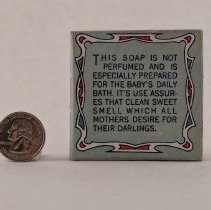 THIS SOAP IS NOT
PERFUMED AND IS
ESPECIALLY PREPARED
FOR THE BABY'S DAILY
BATH. IT'S USE ASSUR-
ES THAT CLEAN SWEET
SMELL WHICH ALL
MOTHERS DESIRE FOR
THEIR DARLINGS.